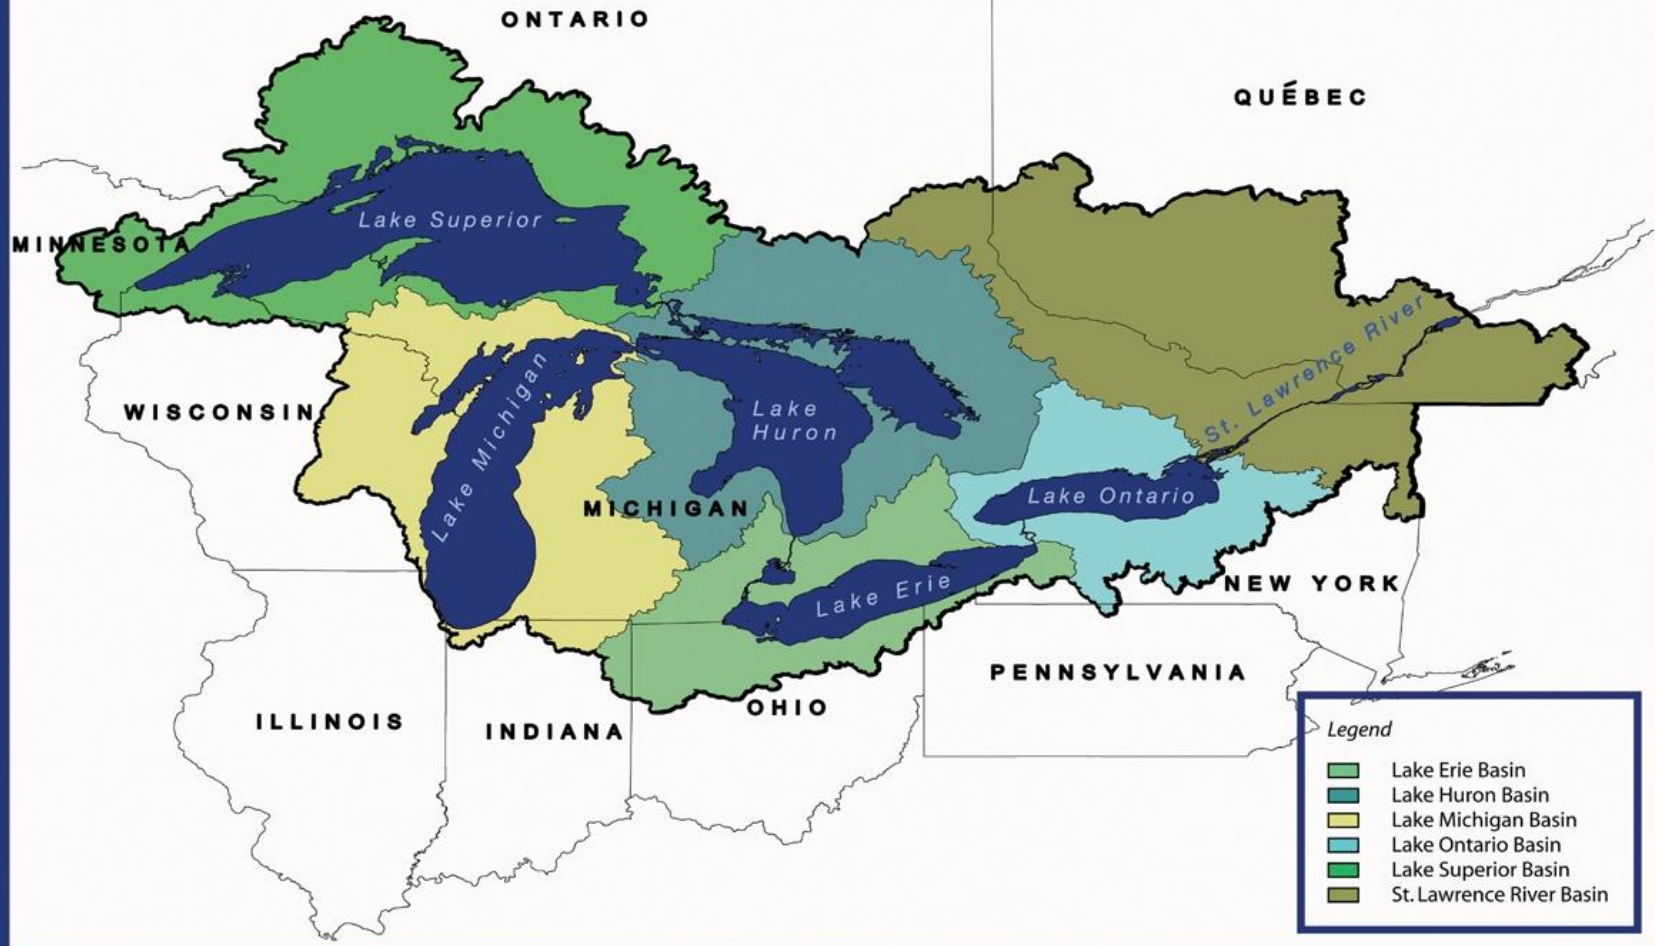 ONTARIO
QUÉBEC
Lake Superior
MINNESOTA
St. Lawrence River
Lake Michigan
WISCONSIN
Lake
Huron
Lake Ontario
MICHIGAN
Lake Erie
NEW YORK
PENNSYLVANIA
OHIO
ILLINOIS
INDIANA
Legend
Lake Erie Basin
Lake Huron Basin
Lake Michigan Basin
Lake Ontario Basin
Lake Superior Basin
St. Lawrence River Basin